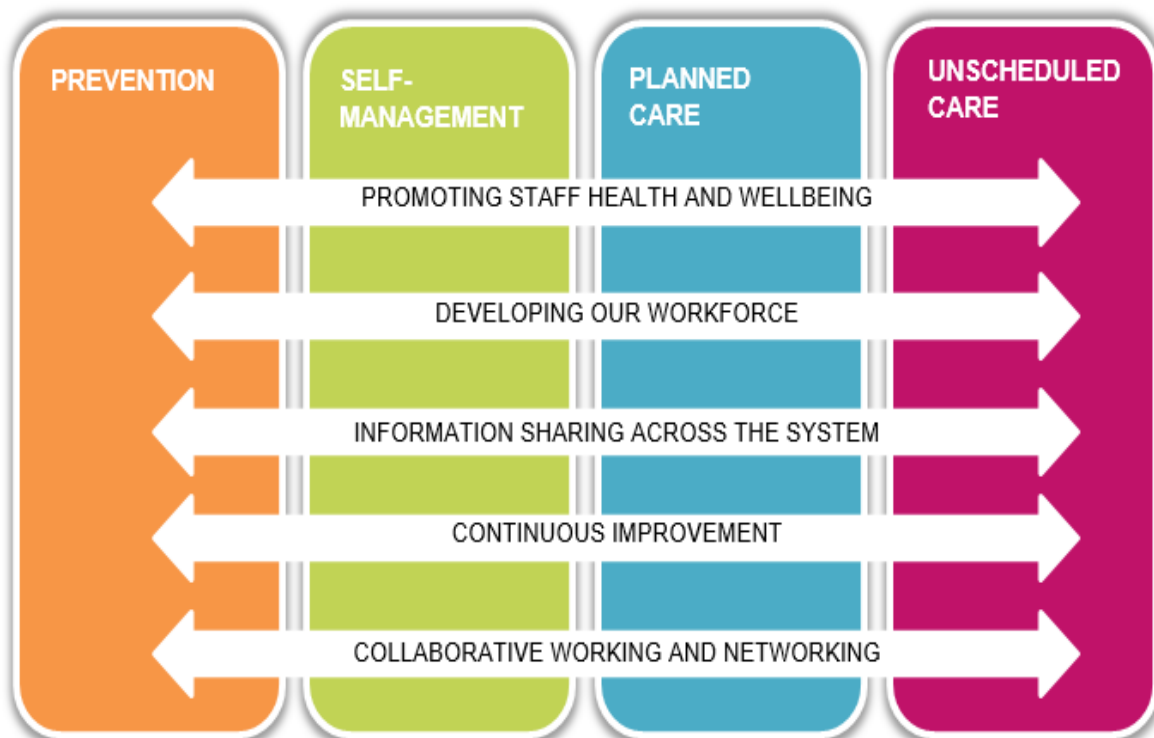 PREVENTION
SELF-
MANAGEMENT
PLANNED
CARE
UNSCHEDULED
CARE
PROMOTING STAFF HEALTH AND WELLBEING
DEVELOPING OUR WORKFORCE
INFORMATION SHARING ACROSS THE SYSTEM
CONTINUOUS IMPROVEMENT
COLLABORATIVE WORKING AND NETWORKING